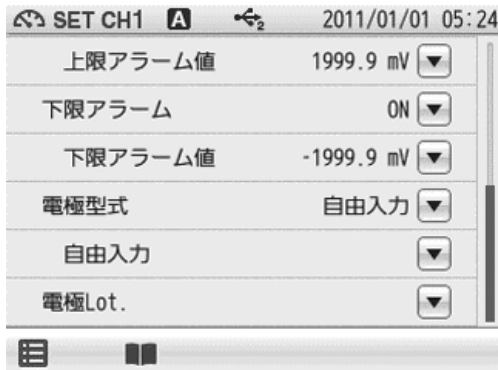 SET CH1 A 2 2011/01/01 05:24
上限アラーム値 1999.9 mV
下限アラーム ON
下限アラーム値 -1999.9 mV
電極型式 自由入力
自由入力
電極Lot.